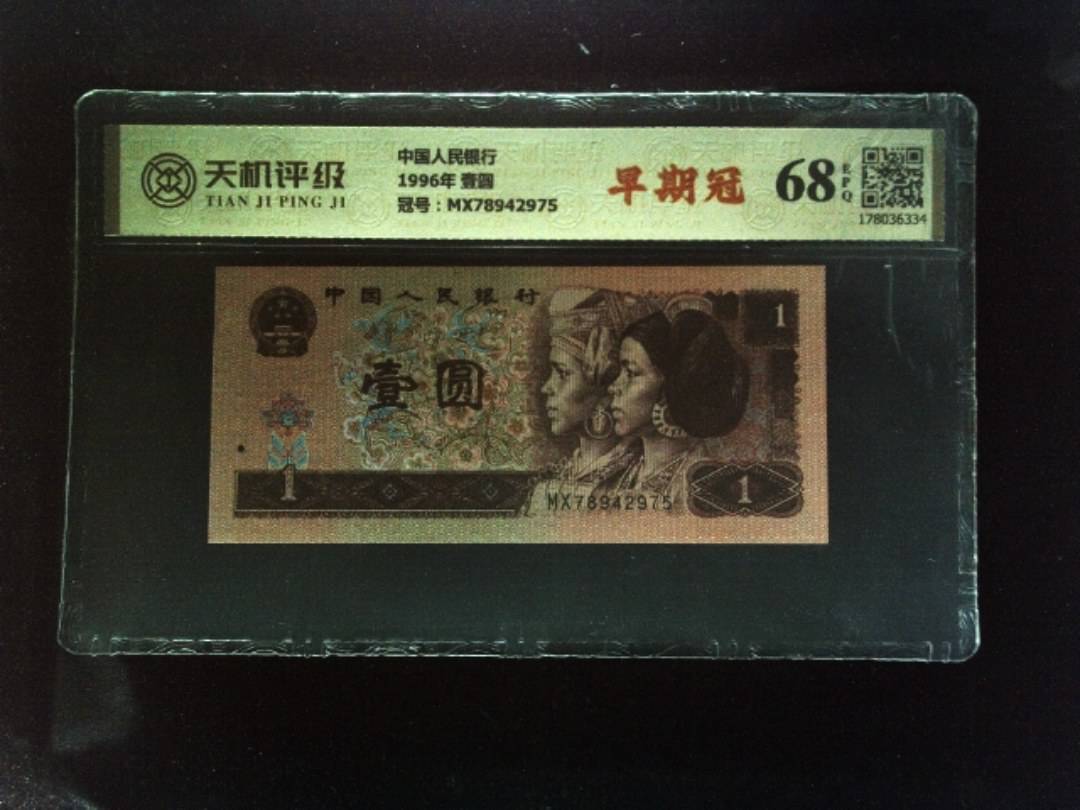 天机评级
TIAN JI PING JI
中国人民银行
1996年 壹圆
冠号：MX78942975
早期冠
68
EPQ
178036334
中国人民银行
1
壹圆
1
MX78942975
1